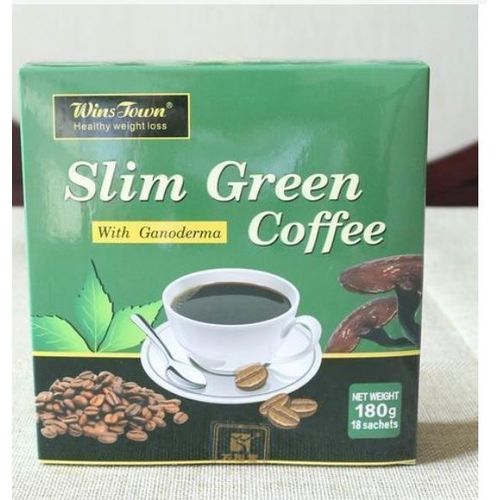 Wins Town®
Healthy weight loss
Slim Green
With Ganoderma
Coffee
NET WEIGHT
180g
18 sachets